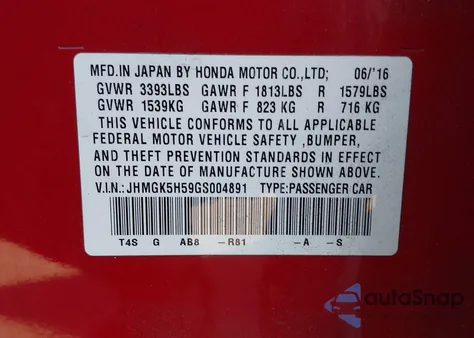 MFD.IN JAPAN BY HONDA MOTOR CO.,LTD; 06/'16
GVWR 3393LBS GAWR F 1813LBS R 1579LBS
GVWR 1539KG GAWR F 823 KG R 716 KG
THIS VEHICLE CONFORMS TO ALL APPLICABLE
FEDERAL MOTOR VEHICLE SAFETY ,BUMPER,
AND THEFT PREVENTION STANDARDS IN EFFECT
ON THE DATE OF MANUFACTURE SHOWN ABOVE.
V.I.N.: JHMGK5H59GS004891 TYPE:PASSENGER CAR
T4S G AB8 -R81 -A -S
autoSnap